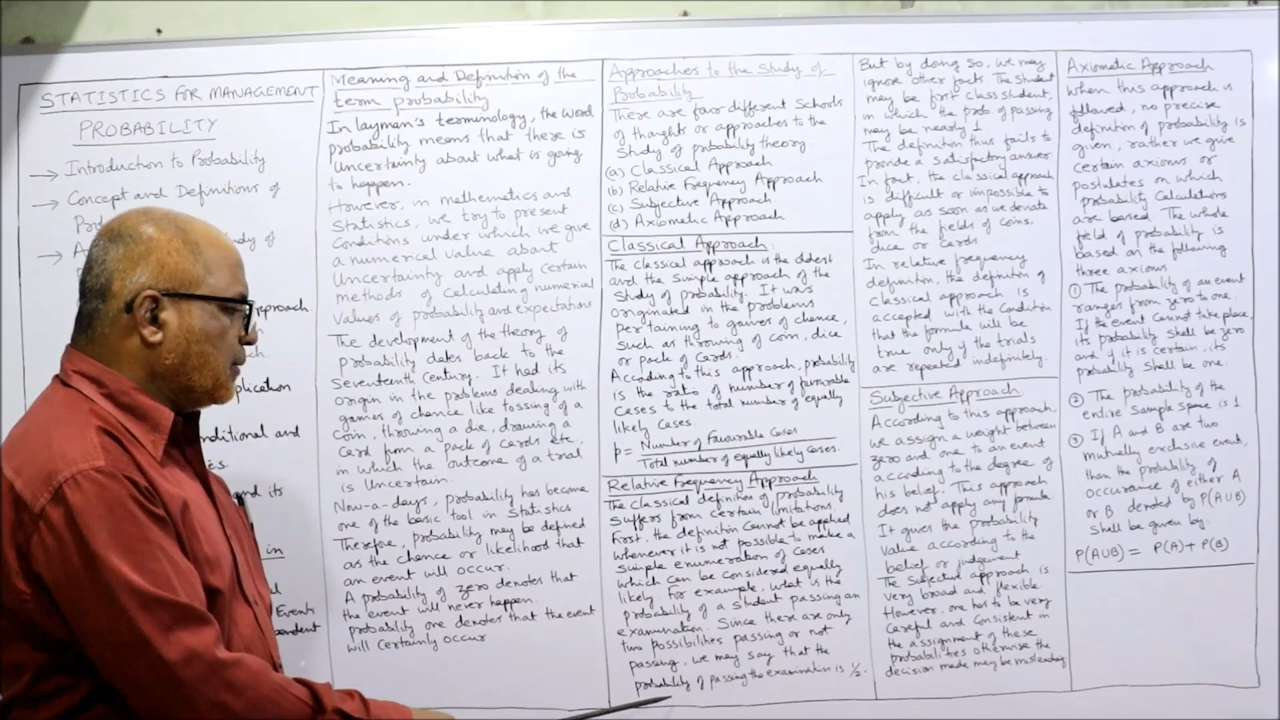 STATISTICS FOR MANAGEMENT
PROBABILITY
→ Introduction to Probability
→ Concept and Definitions of
udy of
pproach.
ch.
plication
nditional and
es.
and its
in
Events
pendent
Meaning and Definition of the
term probability
In layman's terminology, the word
probability means that there is
Uncertainty about what is going
to happen.
However, in mathematics and
Statistics, we try to present
Conditions under which we give
a numerical value about
Uncertainty and apply certain
methods of calculating numerical
values of probability and expectations
The development of the theory of
probability dates back to the
Seventeenth Century. It had its
origin in the problems dealing with
games of chance like tossing of a
coin, throwing a die, drawing a
card from a pack of cards etc.,
in which the outcome of a trial
is Uncertain.
Now-a-days, probability has become
one of the basic tool in Statistics
Therefore, probability may be defined
as the chance or likelihood that
an event will occur.
A probability of zero denotes that
the event will never happen
probability one denotes that the event
will certainly occur
Approaches to the Study of
Probability
There are four different Schools
of thoughts or approaches to the
Study of probability theory.
(a) Classical Approach
(b) Relative Frequency Approach
(c) Subjective Approach
(d) Axiomatic Approach
Classical Approach
The classical approach is the oldest
and the Simple approach of the
Study of probability. It was
originated in the problems
pertaining to games of chance,
Such as throwing of coin, dice
or pack of Cards.
According to this approach, probability
is the ratio of number of favourable
Cases to the total number of equally
likely Cases.
p = Number of Favourable Cases
Total number of equally likely Cases.
Relative Frequency Approach
The Classical definition of probability
Suffers from certain limitations.
First, the definition cannot be applied
whenever it is not possible to make a
Simple enumeration of Cases
which can be considered equally
likely. For example, what is the
probability of a Student passing an
examination. Since there are only
two possibilities passing or not
passing, we may say that the
probability of passing the examination is 1/2.
But by doing So, we may
ignore other fact. The Student
may be first class student,
in which the prob. of passing
may be nearly 1.
The definition thus fails to
provide a satisfactory answer
In fact, the classical approach
is difficult or impossible to
apply as soon as we deviate
from the fields of coins.
dice or cards
In relative frequency
definition, the definition of
classical approach is
accepted with the Condition
that the formula will be
true only if the trials
are repeated indefinitely.
Subjective Approach
According to this approach,
we assign a weight between
zero and one to an event
according to the degree of
his belief. This approach
does not apply any formula
It gives the probability
value according to the
belief or judgement
The Subjective approach is
very broad and flexible.
However, one has to be very
Careful and Consistent in
the assignment of these
probabilities otherwise the
decision made may be misleading
Axiomatic Approach
when this approach is
followed, no precise
definition of probability is
given, rather we give
certain axioms or
postulates on which
probability Calculations
are based. The whole
field of probability is
based on the following
three axioms
① The probability of an event
ranges from zero to one.
If the event Cannot take place,
its probability shall be zero
and if it is certain, its
probability shall be one.
② The probability of the
entire Sample Space is 1
③ If A and B are two
mutually exclusive events,
than the probability of
occurance of either A
or B denoted by P(AUB)
Shall be given by.
P(AUB) = P(A) + P(B)